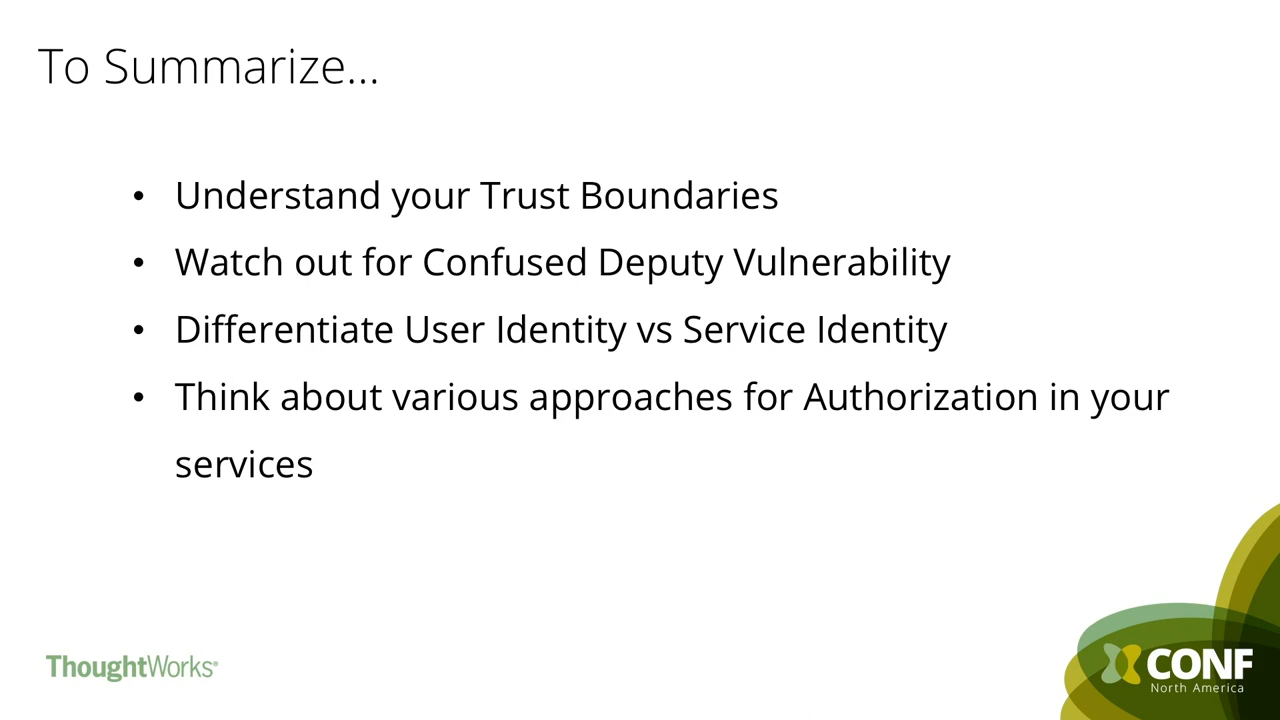 To Summarize...
• Understand your Trust Boundaries
• Watch out for Confused Deputy Vulnerability
• Differentiate User Identity vs Service Identity
• Think about various approaches for Authorization in your
services
ThoughtWorks®
XCONF
North America